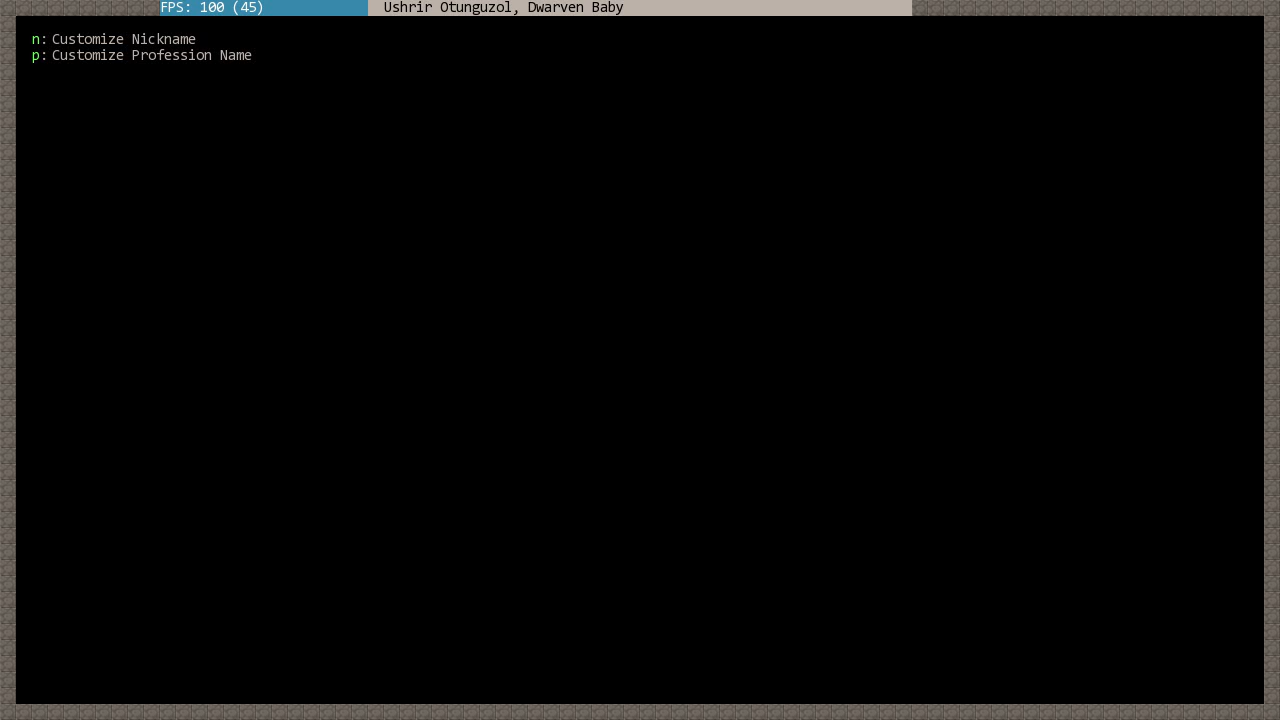 FPS: 100 (45) Ushrir Otunguzol, Dwarven Baby
n: Customize Nickname
p: Customize Profession Name